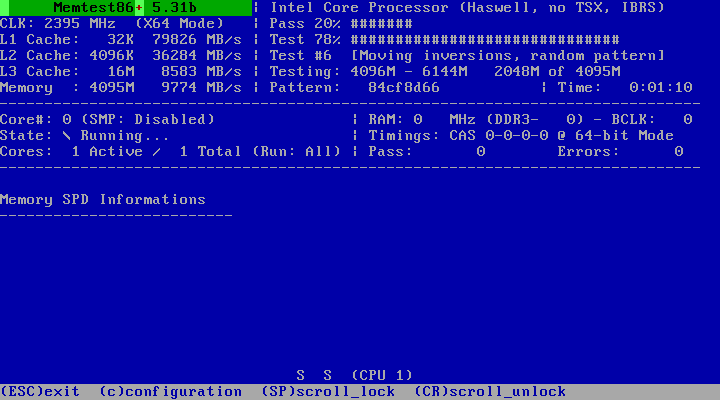 Memtest86+ 5.31b | Intel Core Processor (Haswell, no TSX, IBRS)
CLK: 2395 MHz  (X64 Mode)   | Pass 20% #######
L1 Cache:   32K  79826 MB/s | Test 78% ##############################
L2 Cache: 4096K  36284 MB/s | Test #6  [Moving inversions, random pattern]
L3 Cache:   16M   8583 MB/s | Testing: 4096M - 6144M   2048M of 4095M
Memory  : 4095M   9774 MB/s | Pattern:   84cf8d66           | Time:   0:01:10
------------------------------------------------------------------------------
Core#: 0 (SMP: Disabled)               | RAM: 0   MHz (DDR3-   0) - BCLK:   0
State: \ Running...                    | Timings: CAS 0-0-0-0 @ 64-bit Mode
Cores:  1 Active /  1 Total (Run: All) | Pass:       0        Errors:      0
------------------------------------------------------------------------------
Memory SPD Informations
--------------------------
S  S  (CPU 1)
(ESC)exit  (c)configuration  (SP)scroll_lock  (CR)scroll_unlock